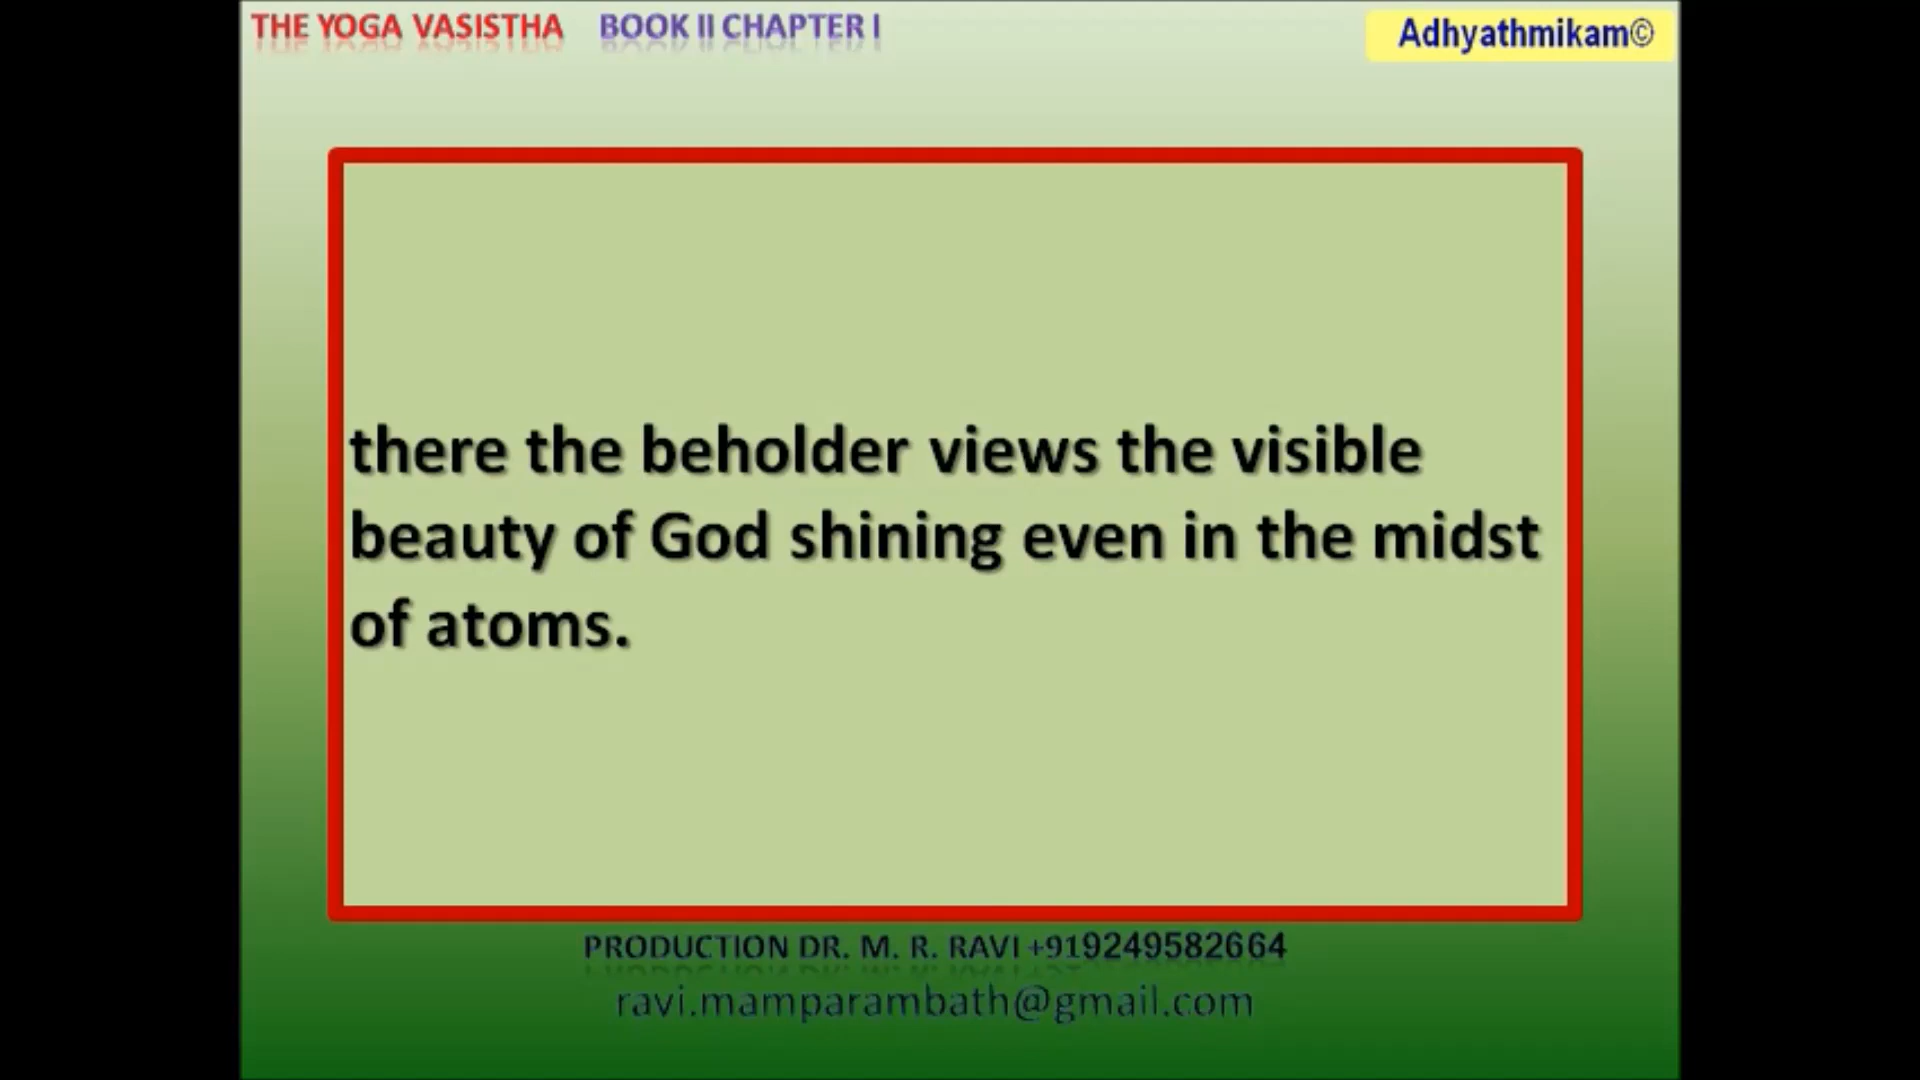 THE YOGA VASISTHA BOOK II CHAPTER I
Adhyathmikam©
there the beholder views the visible
beauty of God shining even in the midst
of atoms.
PRODUCTION DR. M. R. RAVI +919249582664
ravi.mamparambath@gmail.com